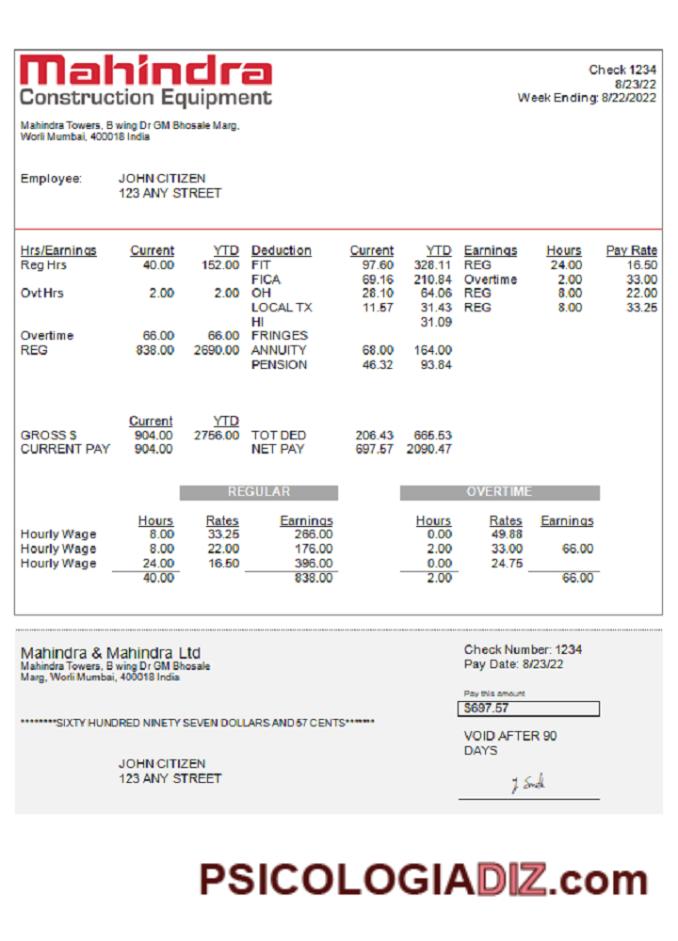 Mahindra
Construction Equipment
Check 1234
8/23/22
Week Ending: 8/22/2022
Mahindra Towers, B wing Dr GM Bhosale Marg,
Worli Mumbai, 400018 India
Employee: JOHN CITIZEN
123 ANY STREET
Hrs/Earnings Current YTD Deduction Current YTD Earnings Hours Pay Rate
Reg Hrs 40.00 152.00 FIT 97.60 328.11 REG 24.00 16.50
FICA 69.16 210.84 Overtime 2.00 33.00
Ovt Hrs 2.00 2.00 OH 28.10 64.06 REG 8.00 22.00
LOCAL TX 11.57 31.43 REG 8.00 33.25
HI 31.09
Overtime 66.00 66.00 FRINGES
REG 838.00 2690.00 ANNUITY 68.00 164.00
PENSION 46.32 93.84
Current YTD
GROSS $ 904.00 2756.00 TOT DED 206.43 665.53
CURRENT PAY 904.00 NET PAY 697.57 2090.47
REGULAR OVERTIME
Hours Rates Earnings Hours Rates Earnings
Hourly Wage 8.00 33.25 266.00 0.00 49.88
Hourly Wage 8.00 22.00 176.00 2.00 33.00 66.00
Hourly Wage 24.00 16.50 396.00 0.00 24.75
40.00 838.00 2.00 66.00
Mahindra & Mahindra Ltd
Mahindra Towers, B wing Dr GM Bhosale
Marg, Worli Mumbai, 400018 India
Check Number: 1234
Pay Date: 8/23/22
Pay this amount
$697.57
********SIXTY HUNDRED NINETY SEVEN DOLLARS AND 57 CENTS*******
VOID AFTER 90
DAYS
JOHN CITIZEN
123 ANY STREET
J Smith
PSICOLOGIADIZ.com